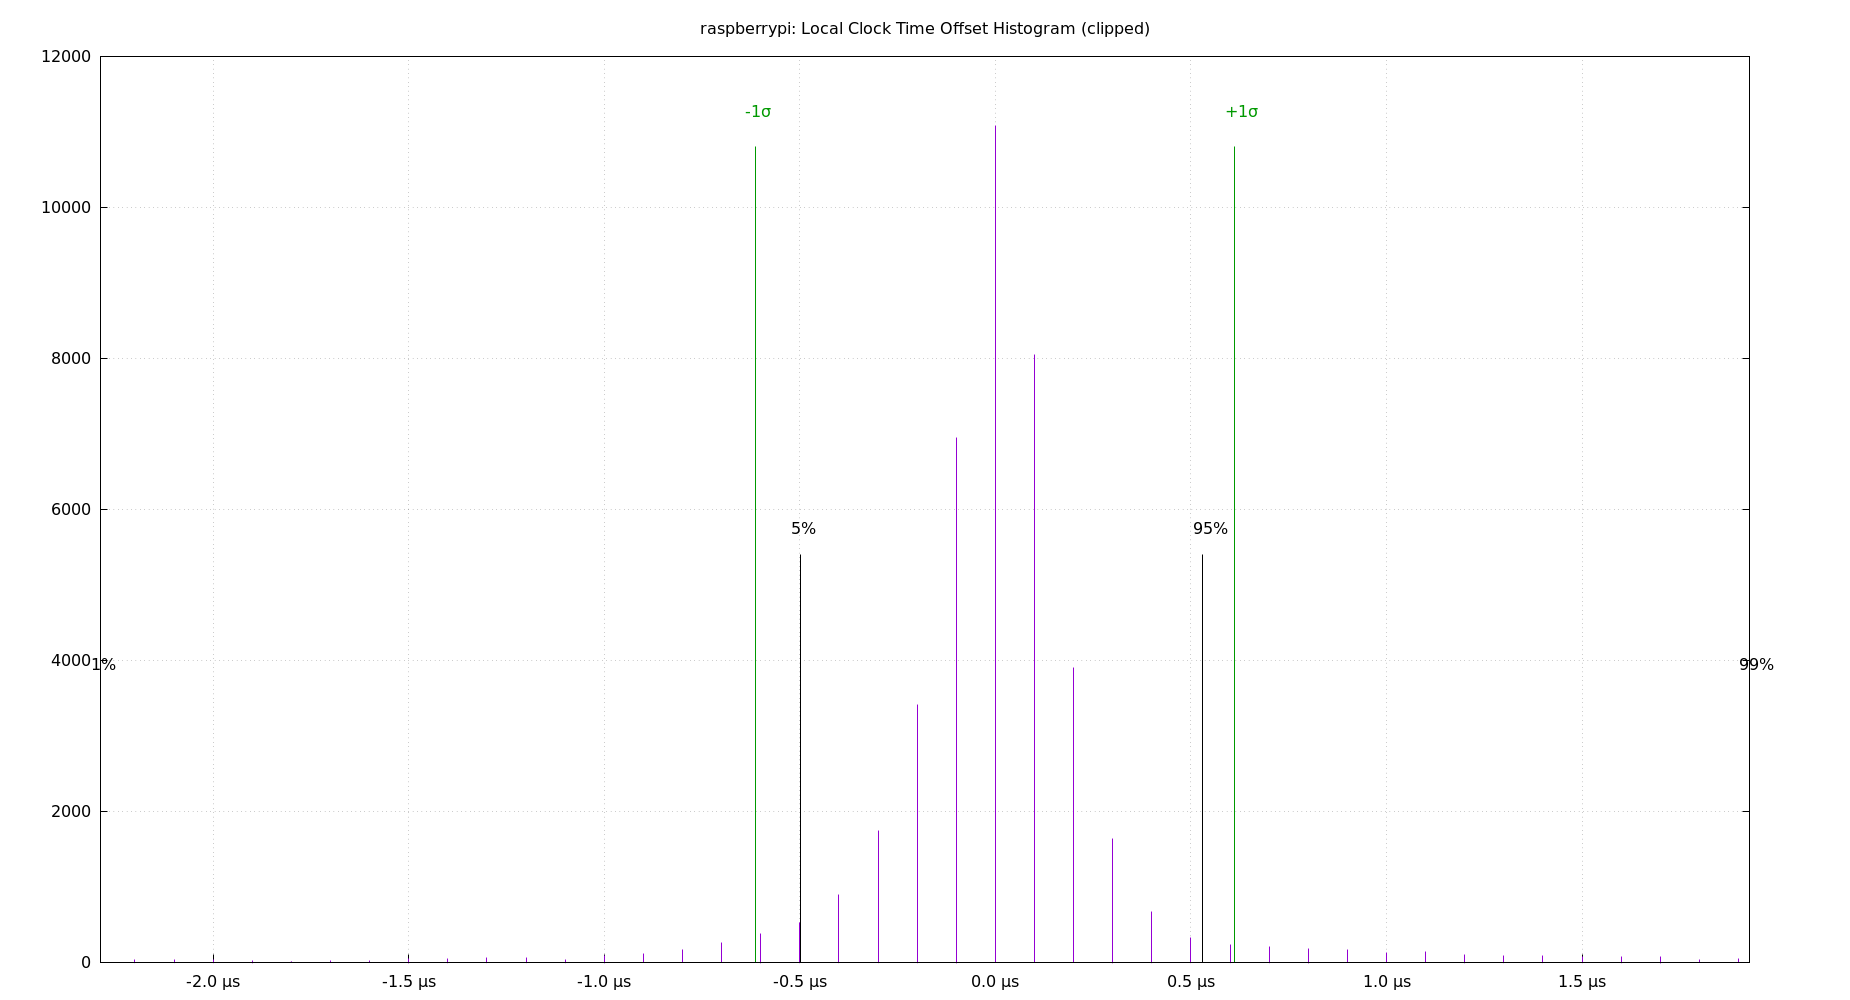 raspberrypi: Local Clock Time Offset Histogram (clipped)
12000
-1σ
+1σ
10000
8000
6000
5%
95%
4000
1%
99%
2000
0
-2.0 µs
-1.5 µs
-1.0 µs
-0.5 µs
0.0 µs
0.5 µs
1.0 µs
1.5 µs